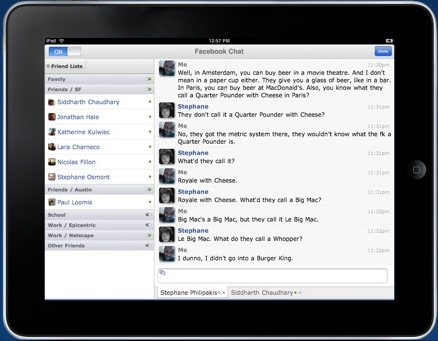 iPad
12:57 PM
ON
Facebook Chat
Done
Friend Lists
Family
Friends / SF
Siddharth Chaudhary
Jonathan Hale
Katherine Kulwiec
Lara Charneco
Nicolas Fillon
Stephane Osmont
Friends / Austin
Paul Loomis
School
Work / Epicentric
Work / Netscape
Other Friends
Me 11:30pm
Well, in Amsterdam, you can buy beer in a movie theatre. And I don't
mean in a paper cup either. They give you a glass of beer, like in a bar.
In Paris, you can buy beer at MacDonald's. Also, you know what they
call a Quarter Pounder with Cheese in Paris?
Stephane 11:31pm
They don't call it a Quarter Pounder with Cheese?
Me 11:31pm
No, they got the metric system there, they wouldn't know what the fk a
Quarter Pounder is.
Stephane 11:31pm
What'd they call it?
Me 11:31pm
Royale with Cheese.
Stephane 11:31pm
Royale with Cheese. What'd they call a Big Mac?
Me 11:32pm
Big Mac's a Big Mac, but they call it Le Big Mac.
Stephane 11:32pm
Le Big Mac. What do they call a Whopper?
Me 11:32pm
I dunno, I didn't go into a Burger King.
Stephane Philipakis
Siddharth Chaudhary